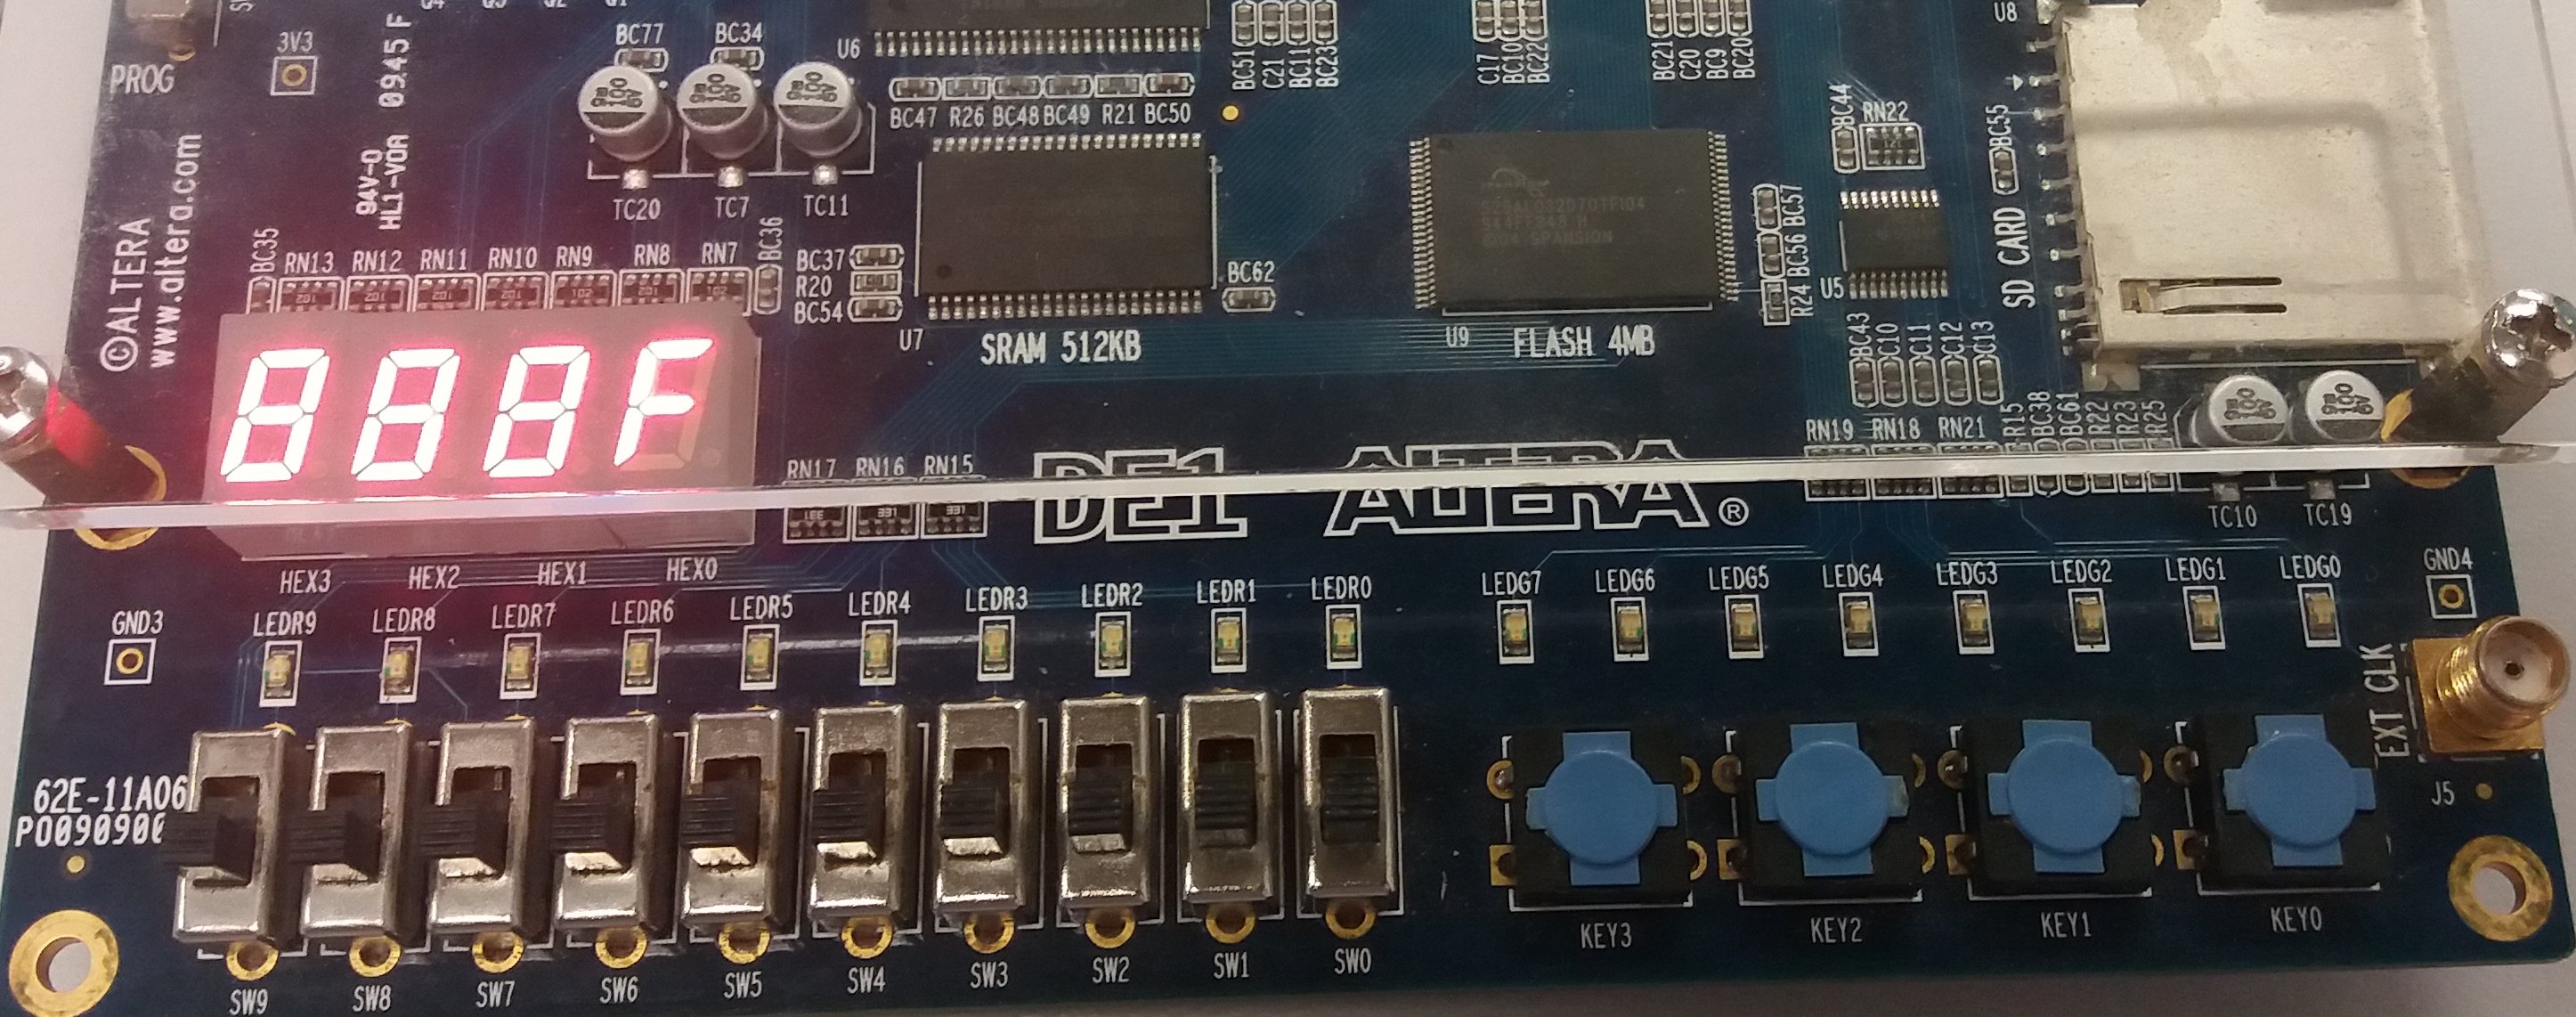 3V3
PROG
©ALTERA
www.altera.com
94V-0
HL1-V0A 0945 F
BC77
BC34
U6
TC20
TC7
TC11
BC47 R26 BC48 BC49 R21 BC50
BC51
C21
BC11
BC23
C17
BC10
BC22
BC21
C20
BC9
BC20
U8
BC44
RN22
BC55
SD CARD
BC35
RN13 RN12 RN11 RN10 RN9 RN8 RN7
BC36
BC37
R20
BC54
U7
SRAM 512KB
BC62
SPANSION
U9
FLASH 4MB
BC57
BC56
R24
U5
BC43
C10
C11
C12
C13
888F
RN17 RN16 RN15
DE1 ALTERA®
RN19 RN18 RN21
R15
BC38
BC61
R22
R23
R25
TC10
TC19
HEX3 HEX2 HEX1 HEX0
GND3
LEDR9 LEDR8 LEDR7 LEDR6 LEDR5 LEDR4 LEDR3 LEDR2 LEDR1 LEDR0
LEDG7 LEDG6 LEDG5 LEDG4 LEDG3 LEDG2 LEDG1 LEDG0
GND4
EXT CLK
J5
62E-11A06
PO09090
SW9 SW8 SW7 SW6 SW5 SW4 SW3 SW2 SW1 SW0
KEY3 KEY2 KEY1 KEY0